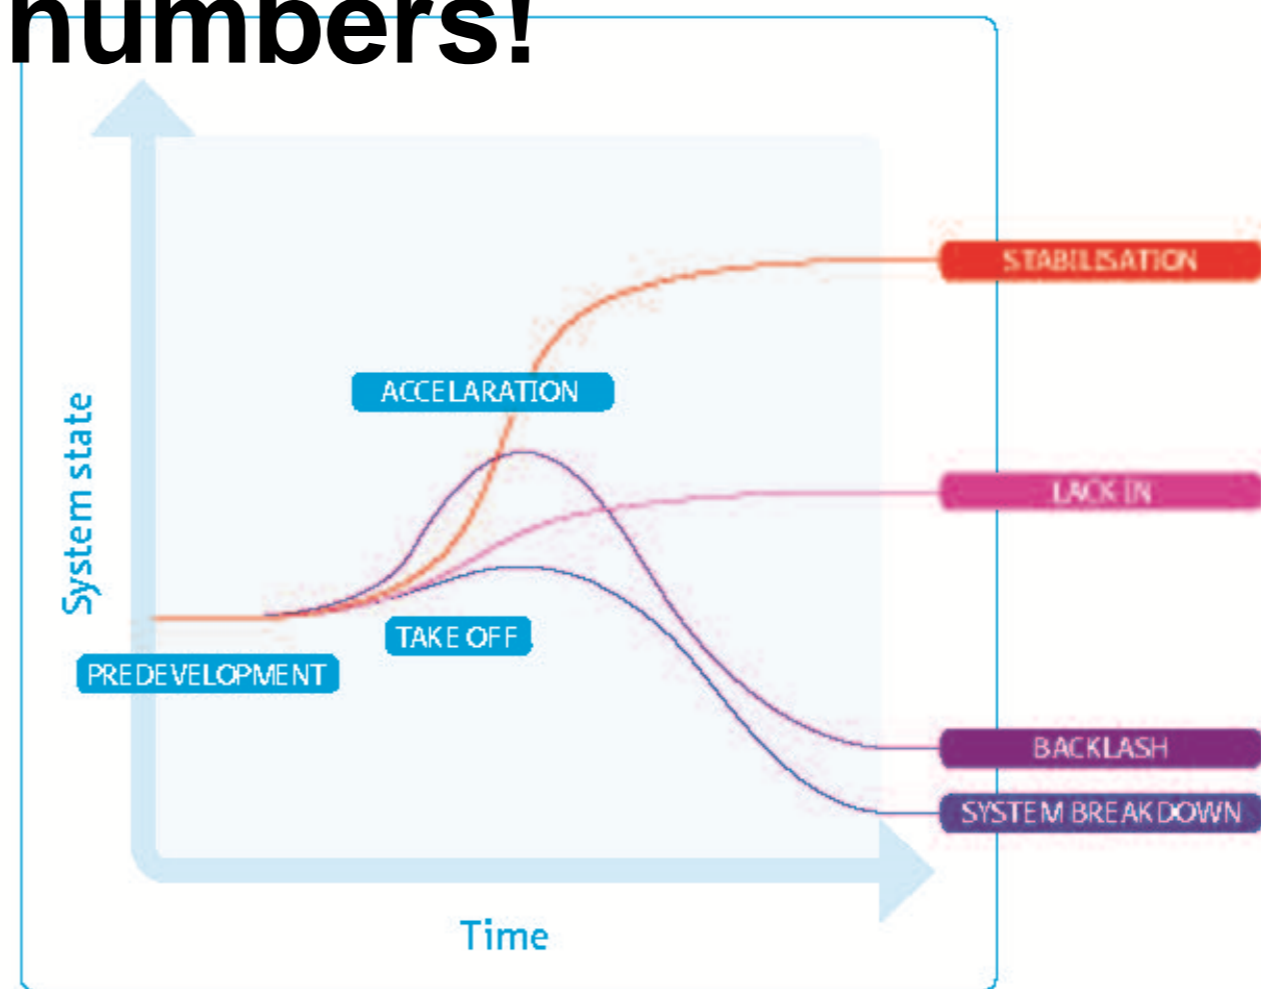 numbers!
STABILISATION
ACCELARATION
LACK IN
System state
TAKE OFF
PREDEVELOPMENT
BACKLASH
SYSTEM BREAKDOWN
Time